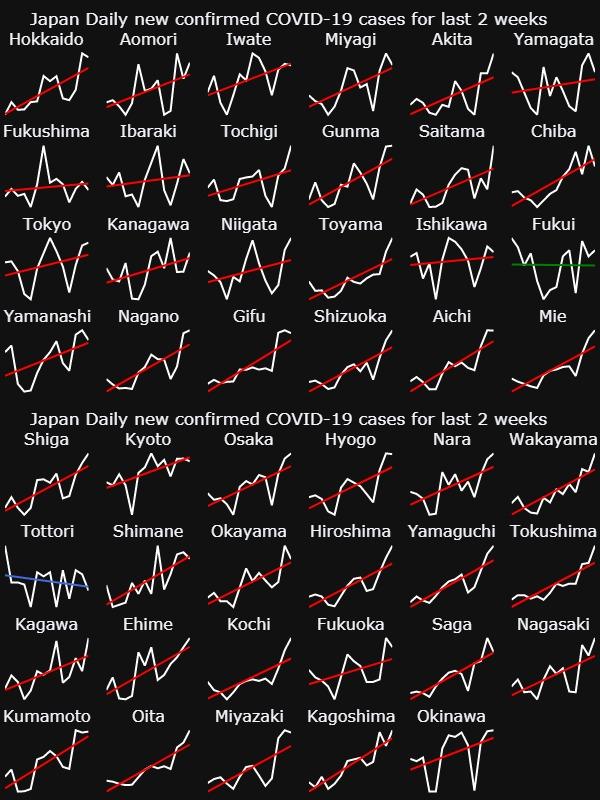 Japan Daily new confirmed COVID-19 cases for last 2 weeks
Hokkaido Aomori Iwate Miyagi Akita Yamagata
Fukushima Ibaraki Tochigi Gunma Saitama Chiba
Tokyo Kanagawa Niigata Toyama Ishikawa Fukui
Yamanashi Nagano Gifu Shizuoka Aichi Mie
Japan Daily new confirmed COVID-19 cases for last 2 weeks
Shiga Kyoto Osaka Hyogo Nara Wakayama
Tottori Shimane Okayama Hiroshima Yamaguchi Tokushima
Kagawa Ehime Kochi Fukuoka Saga Nagasaki
Kumamoto Oita Miyazaki Kagoshima Okinawa